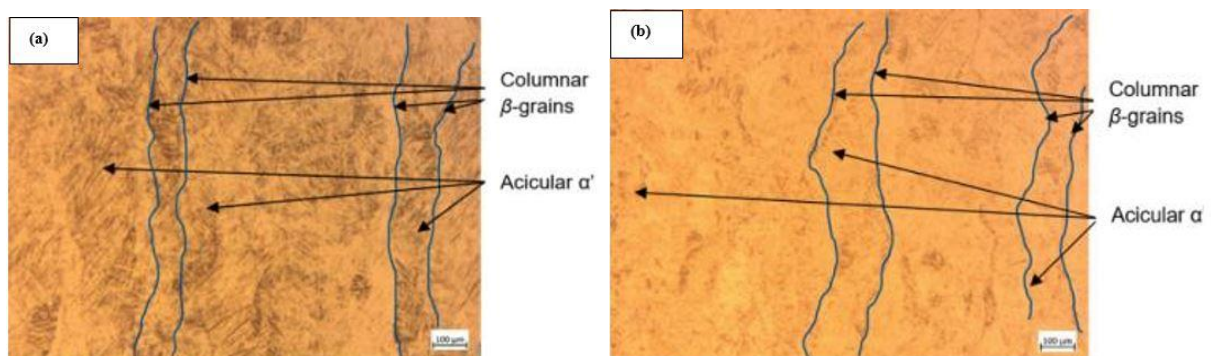 (a)
Columnar
β-grains
Acicular α'
100 µm
(b)
Columnar
β-grains
Acicular α
100 µm